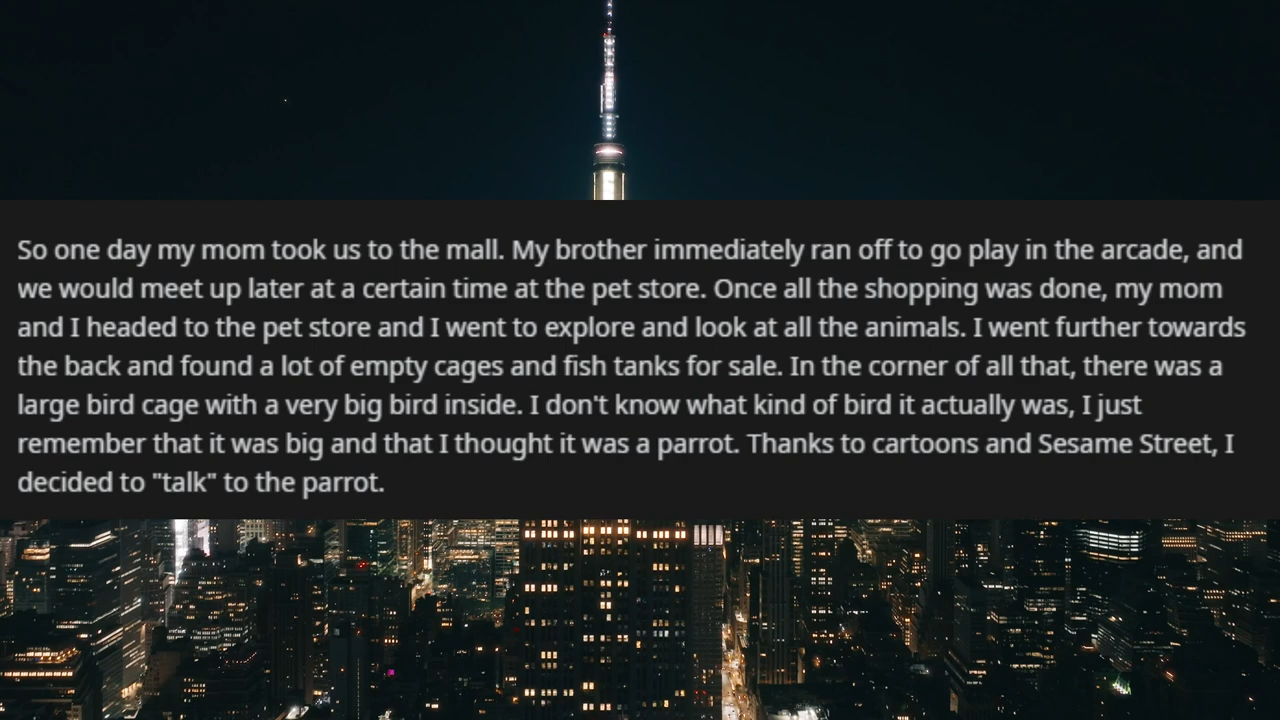 So one day my mom took us to the mall. My brother immediately ran off to go play in the arcade, and
we would meet up later at a certain time at the pet store. Once all the shopping was done, my mom
and I headed to the pet store and I went to explore and look at all the animals. I went further towards
the back and found a lot of empty cages and fish tanks for sale. In the corner of all that, there was a
large bird cage with a very big bird inside. I don't know what kind of bird it actually was, I just
remember that it was big and that I thought it was a parrot. Thanks to cartoons and Sesame Street, I
decided to "talk" to the parrot.